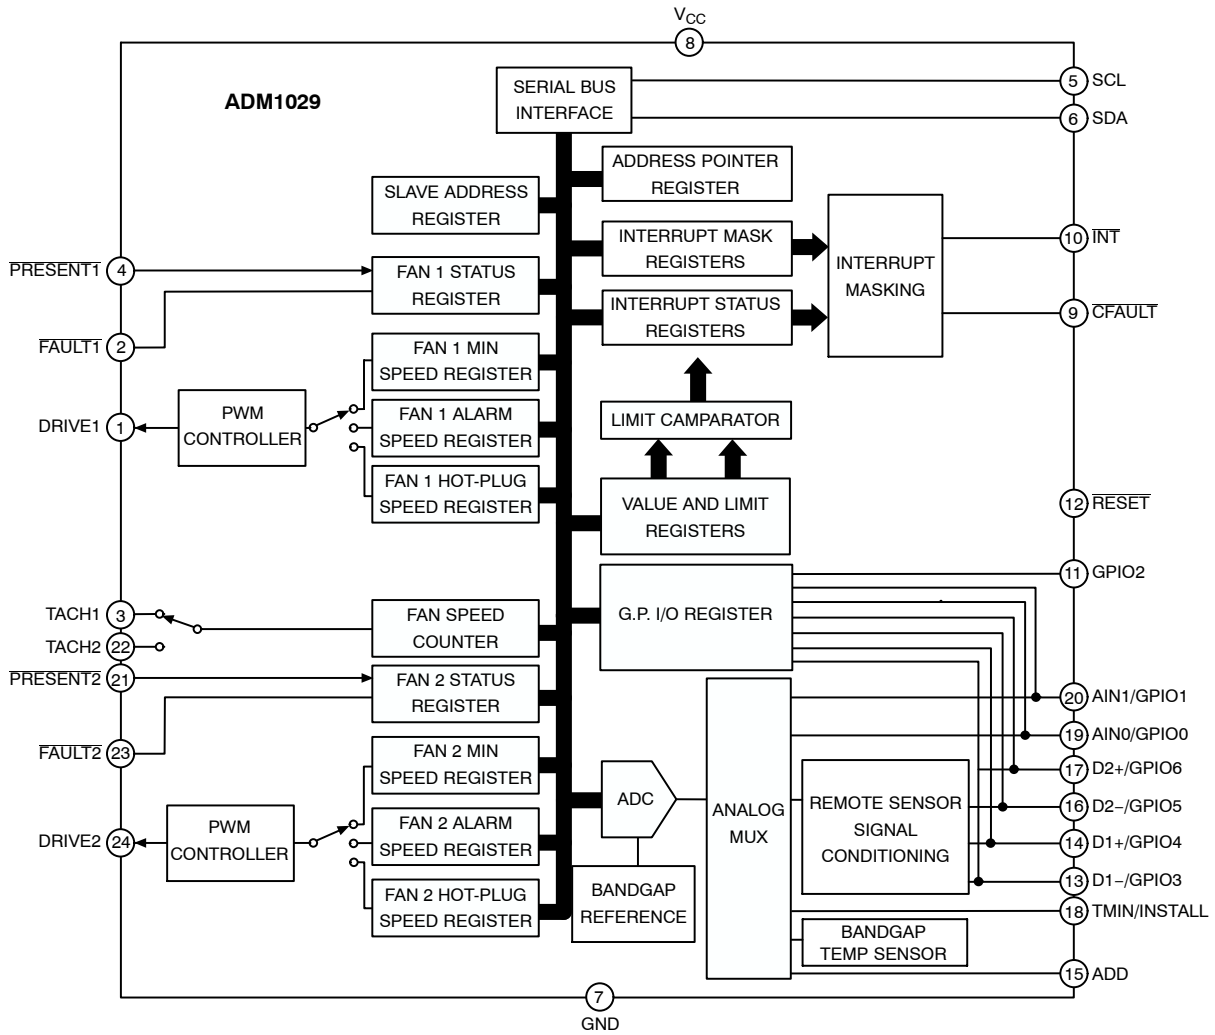 VCC
8
ADM1029
SERIAL BUS
INTERFACE
5
SCL
6
SDA
ADDRESS POINTER
REGISTER
SLAVE ADDRESS
REGISTER
INTERRUPT MASK
REGISTERS
INTERRUPT
MASKING
10
INT
PRESENT1
4
FAN 1 STATUS
REGISTER
INTERRUPT STATUS
REGISTERS
9
CFAULT
FAULT1
2
FAN 1 MIN
SPEED REGISTER
DRIVE1
1
PWM
CONTROLLER
FAN 1 ALARM
SPEED REGISTER
LIMIT CAMPARATOR
FAN 1 HOT-PLUG
SPEED REGISTER
VALUE AND LIMIT
REGISTERS
12
RESET
11
GPIO2
TACH1
3
FAN SPEED
COUNTER
G.P. I/O REGISTER
TACH2
22
PRESENT2
21
FAN 2 STATUS
REGISTER
20
AIN1/GPIO1
19
AIN0/GPIO0
FAULT2
23
FAN 2 MIN
SPEED REGISTER
17
D2+/GPIO6
ADC
ANALOG
MUX
REMOTE SENSOR
SIGNAL
CONDITIONING
16
D2−/GPIO5
DRIVE2
24
PWM
CONTROLLER
FAN 2 ALARM
SPEED REGISTER
14
D1+/GPIO4
13
D1−/GPIO3
FAN 2 HOT-PLUG
SPEED REGISTER
BANDGAP
REFERENCE
18
TMIN/INSTALL
BANDGAP
TEMP SENSOR
15
ADD
7
GND